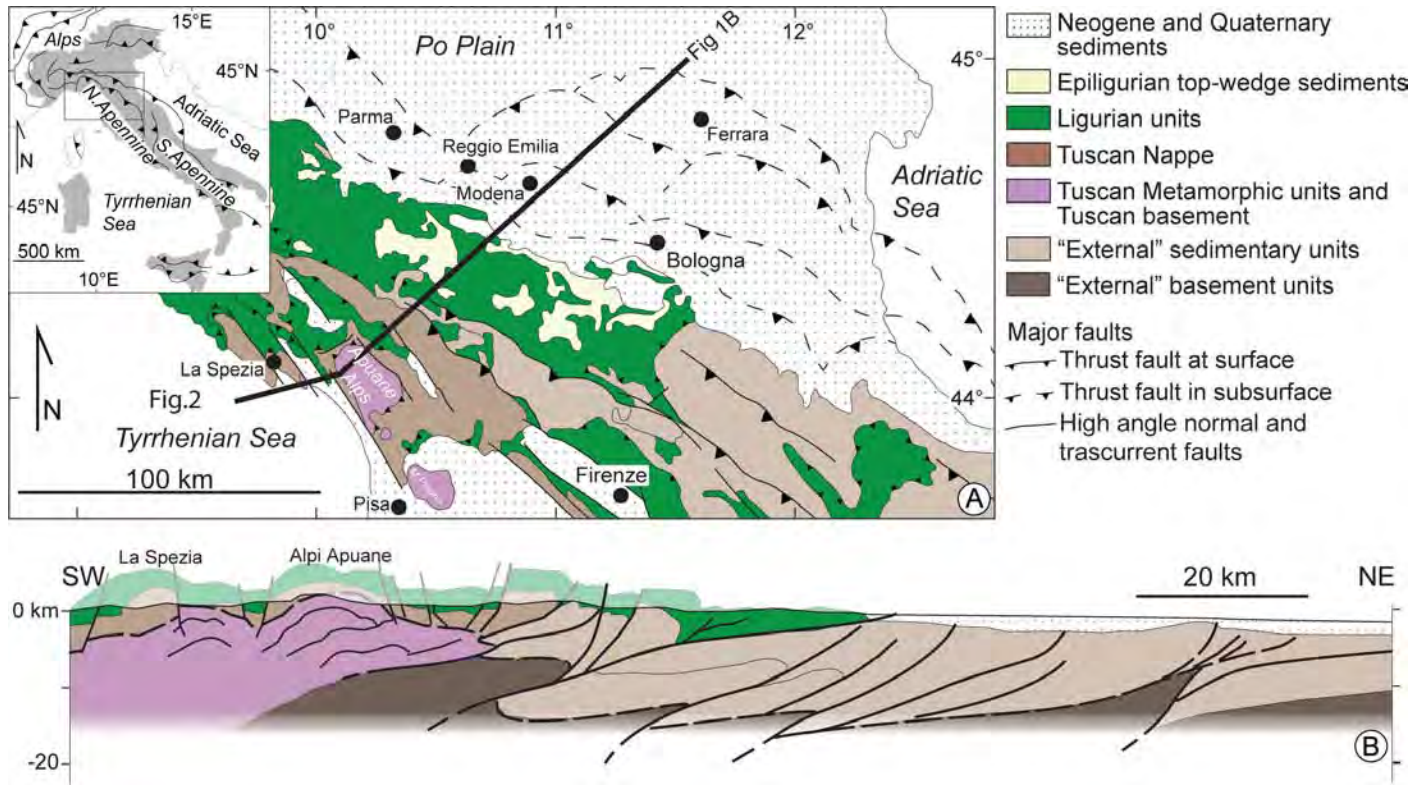 15°E
Alps
45°N
N. Apennine
S. Apennine
Adriatic Sea
N
Tyrrhenian
Sea
45°N
500 km
10°E
10°
11°
12°
45°
44°
Po Plain
Parma
Reggio Emilia
Modena
Ferrara
Bologna
Fig 1B
Adriatic
Sea
La Spezia
Apuane
Alps
Fig.2
Tyrrhenian Sea
N
100 km
Pisa
Firenze
A
Neogene and Quaternary
sediments
Epiligurian top-wedge sediments
Ligurian units
Tuscan Nappe
Tuscan Metamorphic units and
Tuscan basement
“External” sedimentary units
“External” basement units
Major faults
Thrust fault at surface
Thrust fault in subsurface
High angle normal and
trascurrent faults
La Spezia
Alpi Apuane
SW
NE
20 km
0 km
-20
B